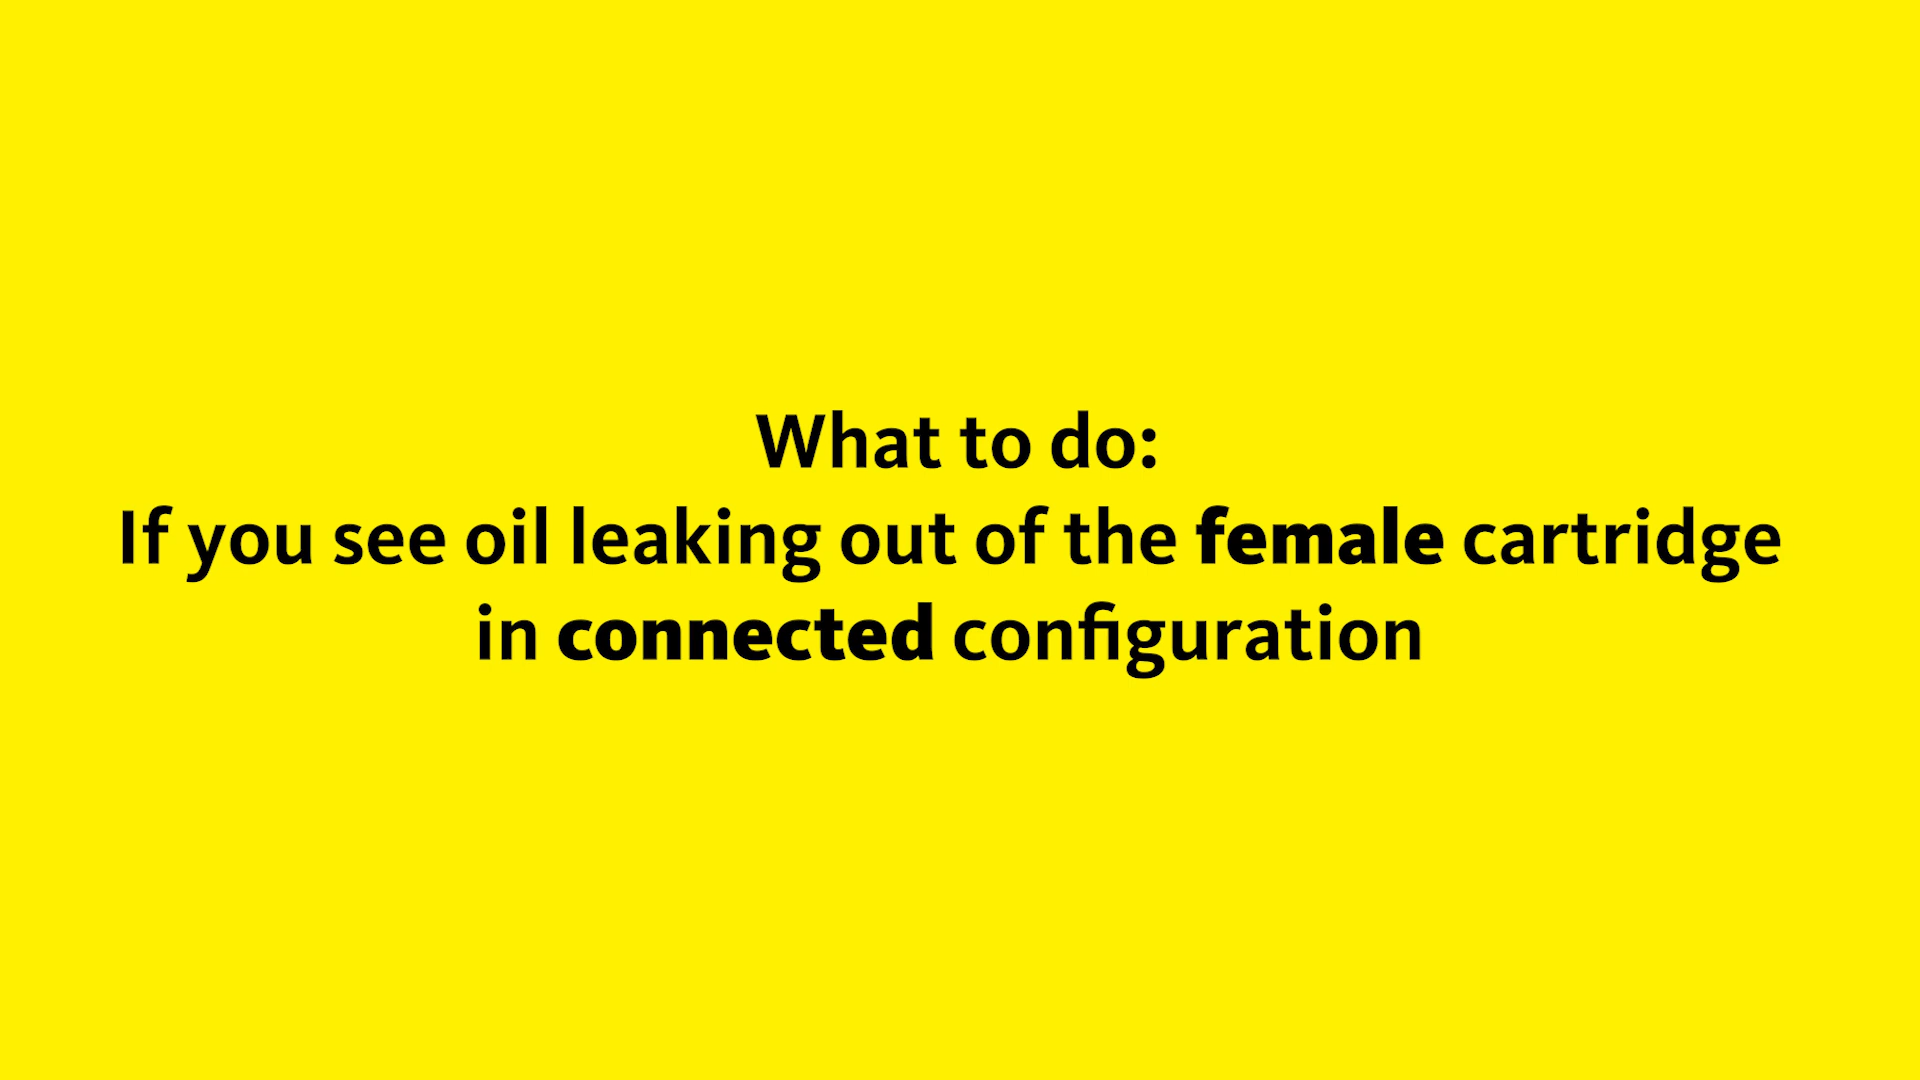 What to do:
If you see oil leaking out of the female cartridge
in connected configuration